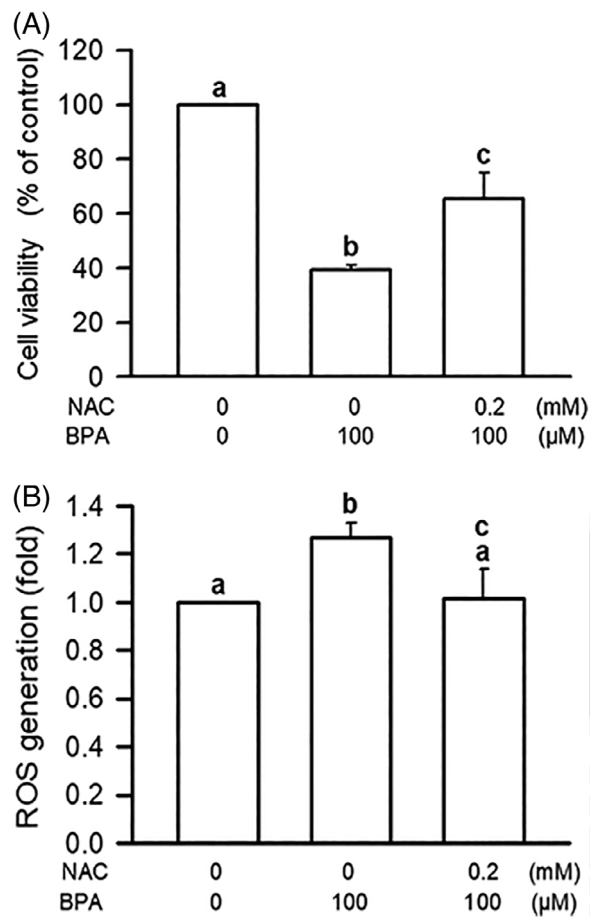 (A)
Cell viability (% of control)
120
100
80
60
40
20
0
a
b
c
NAC 0 0 0.2 (mM)
BPA 0 100 100 (µM)
(B)
ROS generation (fold)
1.4
1.2
1.0
0.8
0.6
0.4
0.2
0.0
a
b
c
a
NAC 0 0 0.2 (mM)
BPA 0 100 100 (µM)